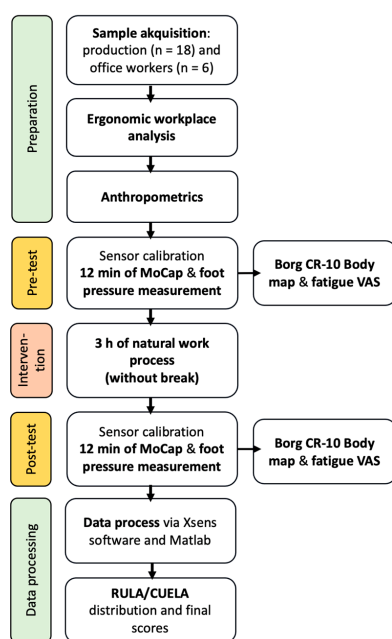 Preparation
Sample akquisition:
production (n = 18) and
office workers (n = 6)
Ergonomic workplace
analysis
Anthropometrics
Pre-test
Sensor calibration
12 min of MoCap & foot
pressure measurement
Borg CR-10 Body
map & fatigue VAS
Interven-
tion
3 h of natural work
process
(without break)
Post-test
Sensor calibration
12 min of MoCap & foot
pressure measurement
Borg CR-10 Body
map & fatigue VAS
Data processing
Data process via Xsens
software and Matlab
RULA/CUELA
distribution and final
scores